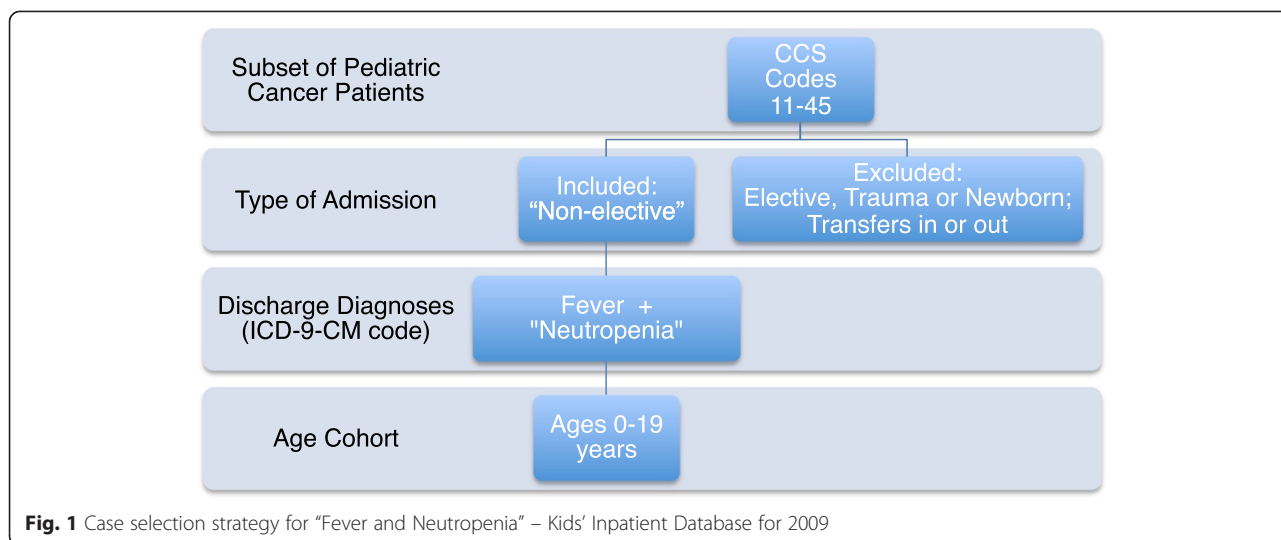 Subset of Pediatric
Cancer Patients
CCS
Codes
11-45
Type of Admission
Included:
“Non-elective”
Excluded:
Elective, Trauma or Newborn;
Transfers in or out
Discharge Diagnoses
(ICD-9-CM code)
Fever +
"Neutropenia"
Age Cohort
Ages 0-19
years
Fig. 1 Case selection strategy for “Fever and Neutropenia” – Kids’ Inpatient Database for 2009